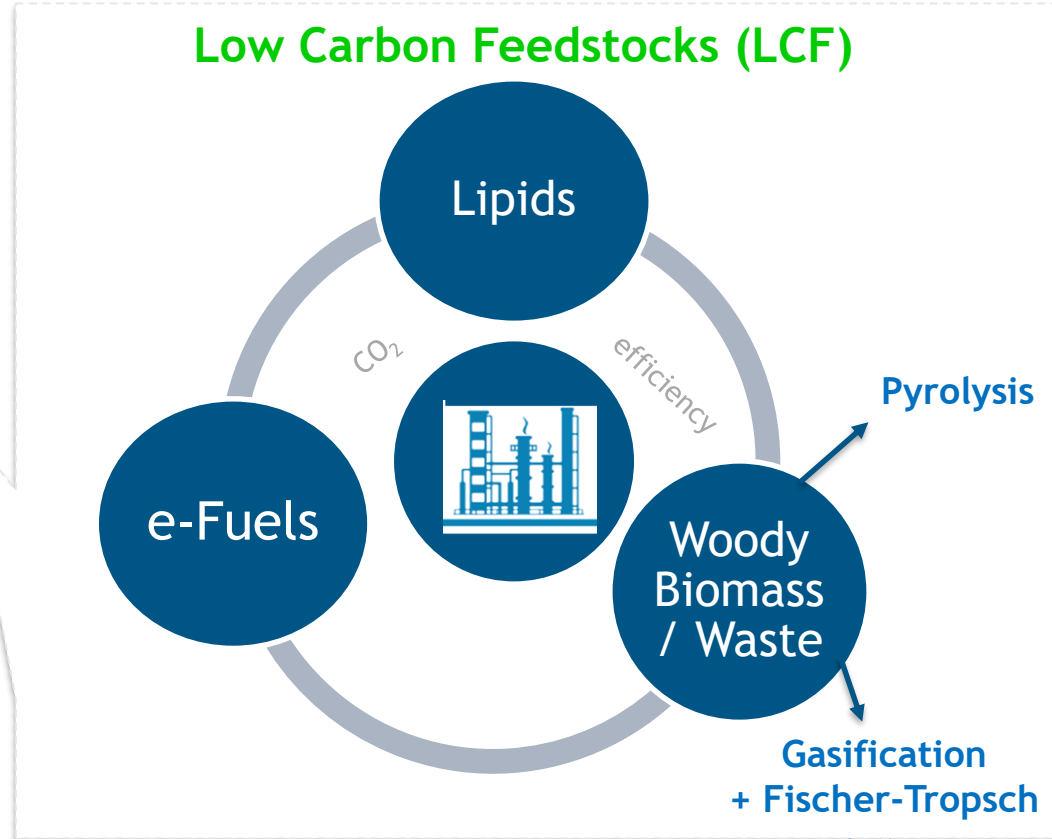 Low Carbon Feedstocks (LCF)
Lipids
CO₂
efficiency
Pyrolysis
e-Fuels
Woody
Biomass
/ Waste
Gasification
+ Fischer-Tropsch